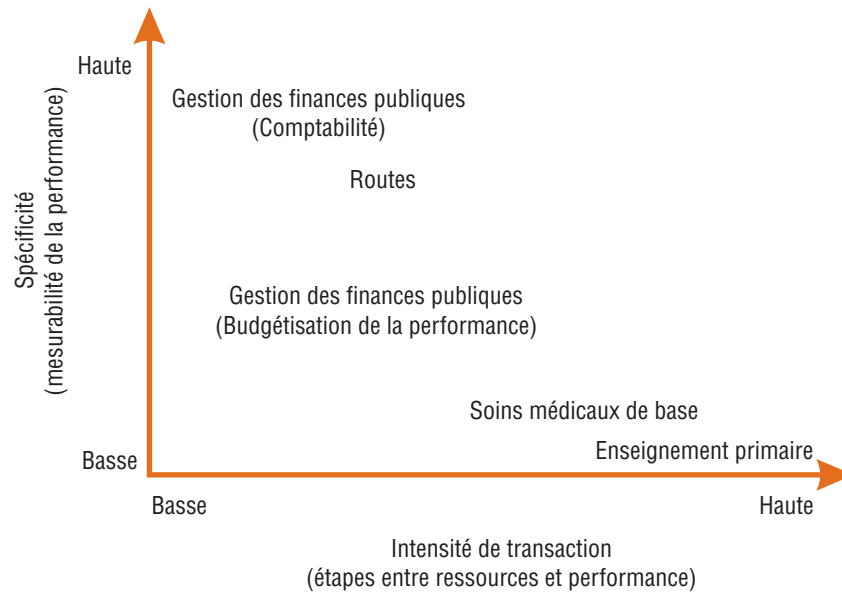 Haute
Gestion des finances publiques
(Comptabilité)
Routes
Spécificité
(mesurabilité de la performance)
Gestion des finances publiques
(Budgétisation de la performance)
Soins médicaux de base
Enseignement primaire
Basse
Basse
Haute
Intensité de transaction
(étapes entre ressources et performance)